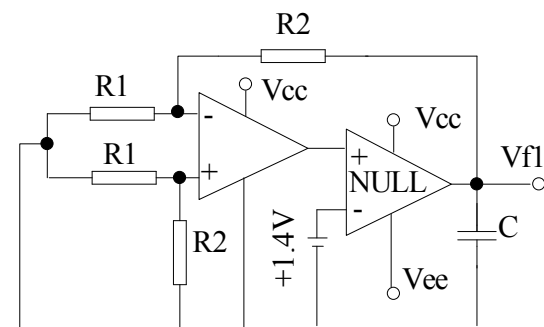 R2
R1
Vcc
-
Vcc
R1
+
+
NULL
Vf1
-
R2
+1.4V
C
Vee